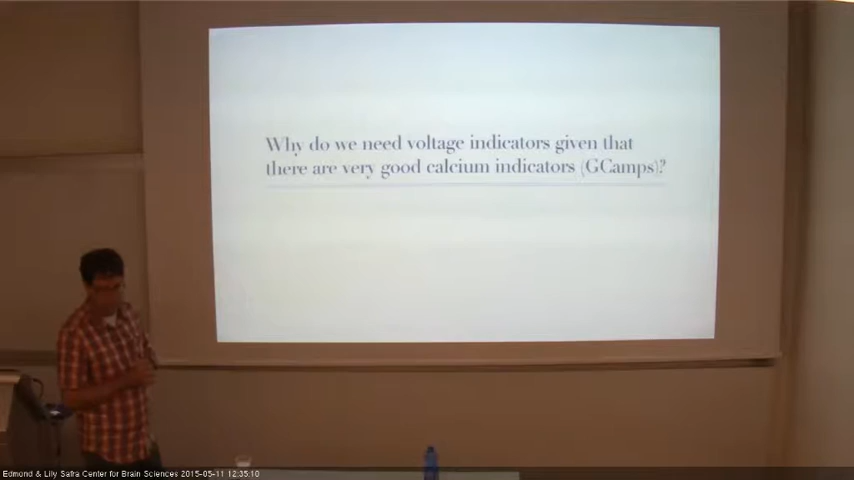 Why do we need voltage indicators given that
there are very good calcium indicators (GCamps)?
Edmond & Lily Safra Center for Brain Sciences 2015-05-11 12:35:10